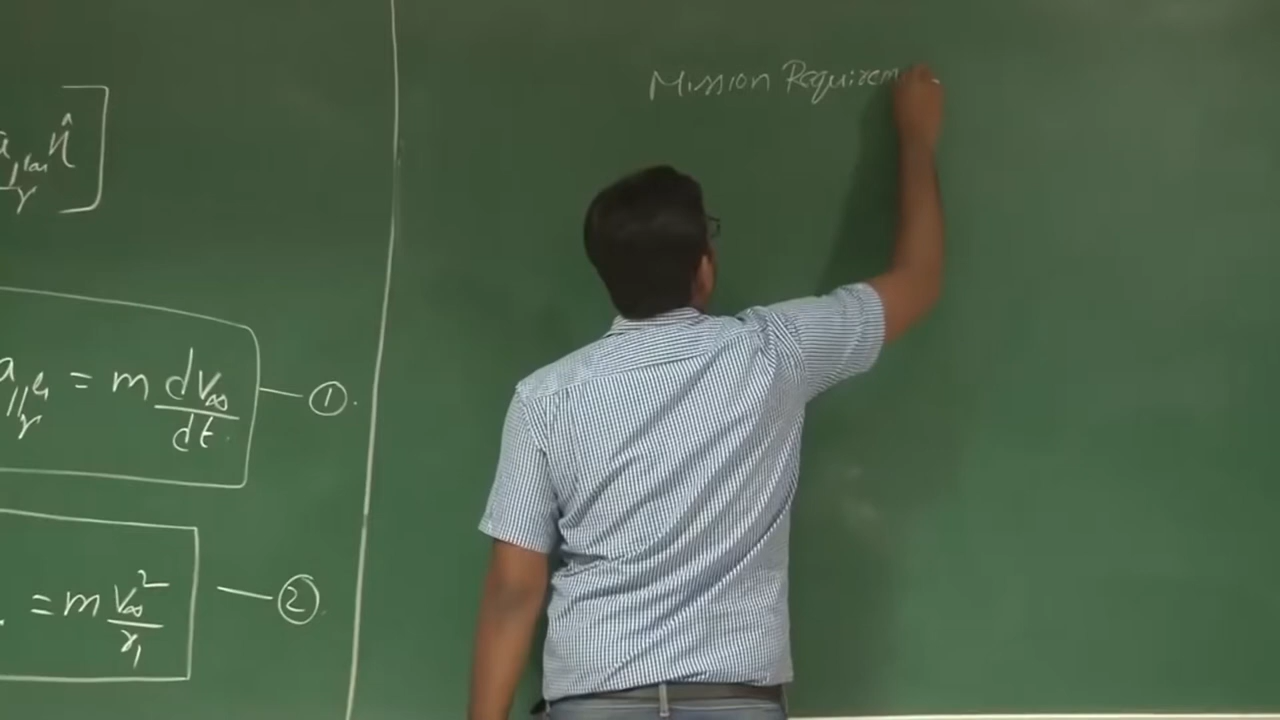 n̂
= m dv∞/dt. — ①.
= m v∞²/r₁ — ②.
Mission Requirem